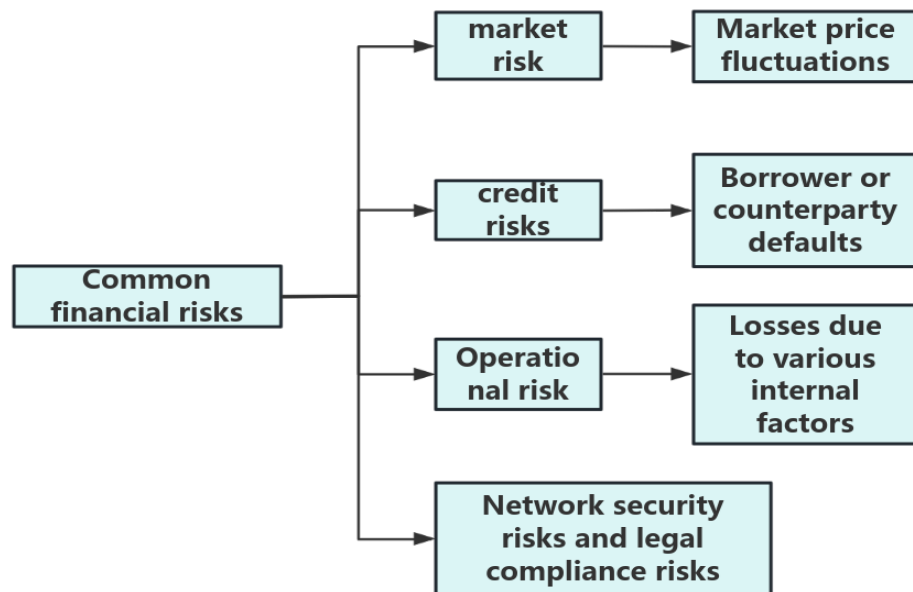 market
risk
Market price
fluctuations
credit
risks
Borrower or
counterparty
defaults
Common
financial risks
Operatio
nal risk
Losses due
to various
internal
factors
Network security
risks and legal
compliance risks